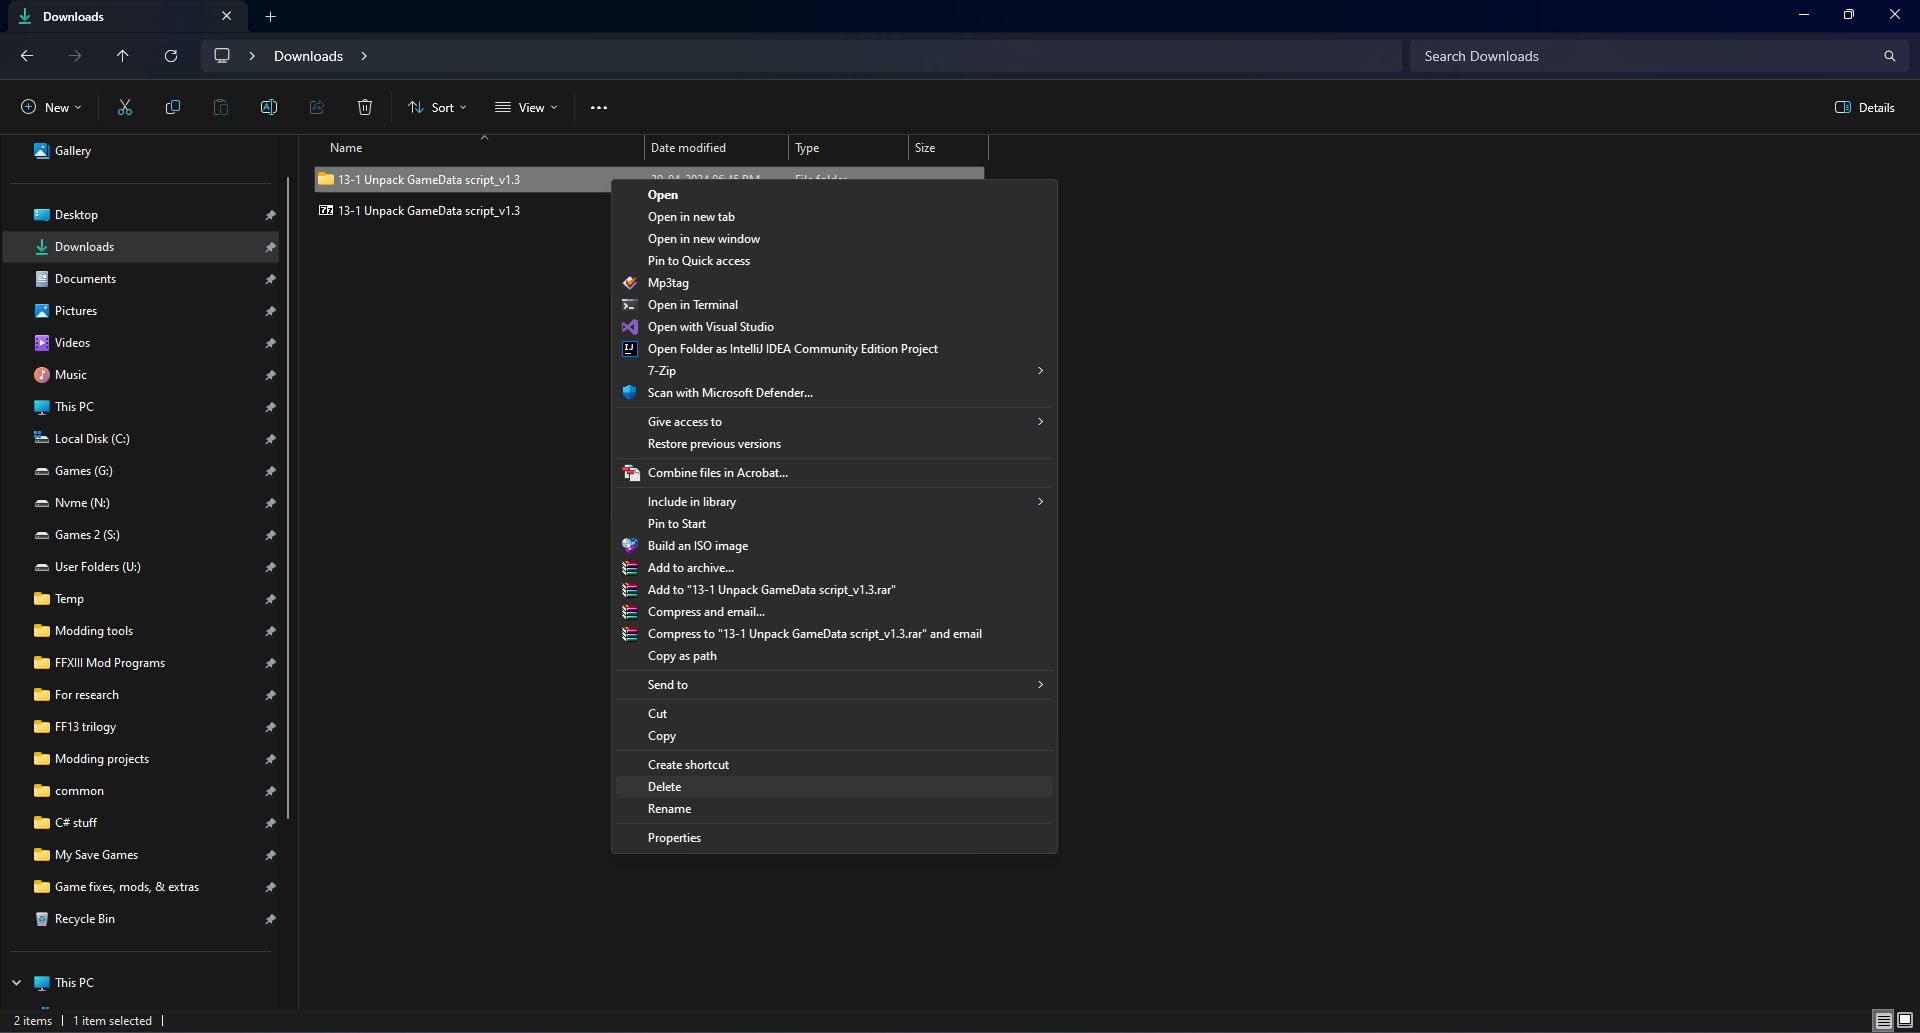 Downloads
Downloads
Search Downloads
New
Sort
View
Details
Gallery
Desktop
Downloads
Documents
Pictures
Videos
Music
This PC
Local Disk (C:)
Games (G:)
Nvme (N:)
Games 2 (S:)
User Folders (U:)
Temp
Modding tools
FFXIII Mod Programs
For research
FF13 trilogy
Modding projects
common
C# stuff
My Save Games
Game fixes, mods, & extras
Recycle Bin
This PC
Name Date modified Type Size
13-1 Unpack GameData script_v1.3
13-1 Unpack GameData script_v1.3
Open
Open in new tab
Open in new window
Pin to Quick access
Mp3tag
Open in Terminal
Open with Visual Studio
Open Folder as IntelliJ IDEA Community Edition Project
7-Zip
Scan with Microsoft Defender...
Give access to
Restore previous versions
Combine files in Acrobat...
Include in library
Pin to Start
Build an ISO image
Add to archive...
Add to "13-1 Unpack GameData script_v1.3.rar"
Compress and email...
Compress to "13-1 Unpack GameData script_v1.3.rar" and email
Copy as path
Send to
Cut
Copy
Create shortcut
Delete
Rename
Properties
2 items 1 item selected